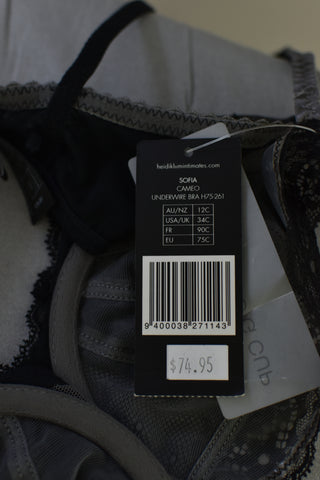 heidiklumintimates.com
SOFIA
CAMEO
UNDERWIRE BRA H75-261
AU/NZ 12C
USA/UK 34C
FR 90C
EU 75C
9 400038 271143
$74.95
D CUP